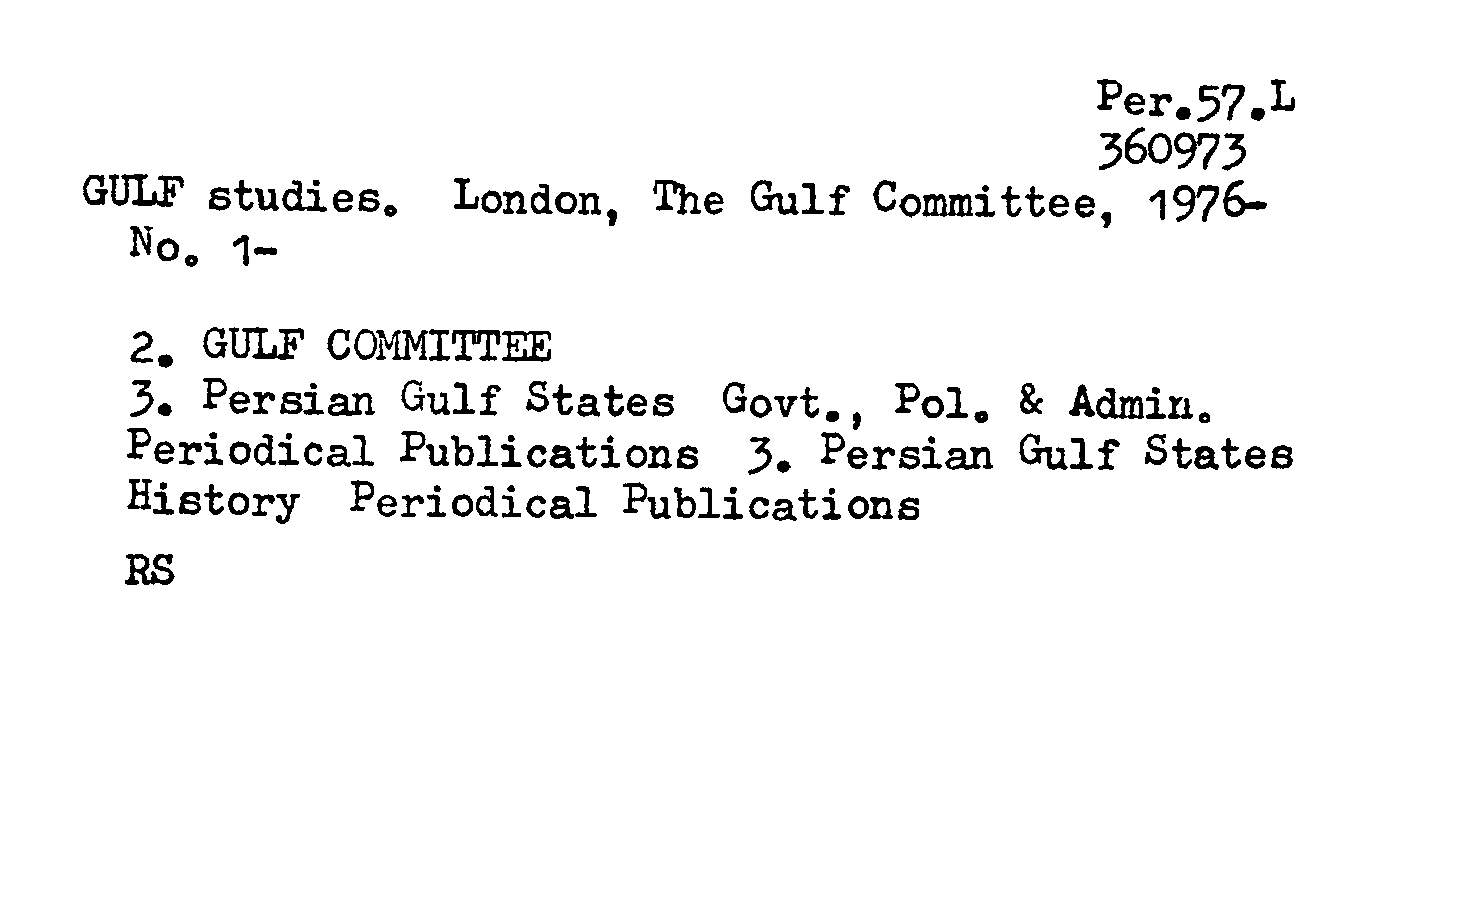 Per.57.L
360973
GULF studies. London, The Gulf Committee, 1976-
No. 1-
2. GULF COMMITTEE
3. Persian Gulf States Govt., Pol. & Admin.
Periodical Publications 3. Persian Gulf States
History Periodical Publications
RS